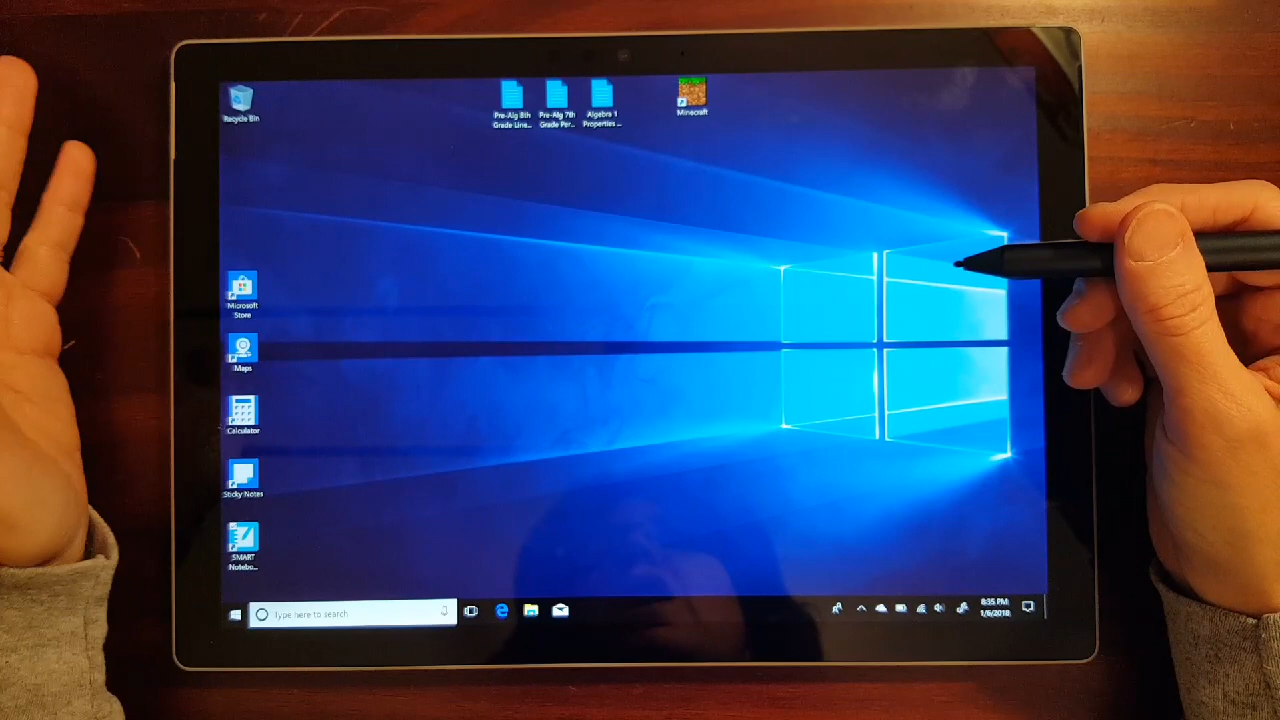 Recycle Bin
Pre-Alg 8th
Grade Line...
Pre-Alg 7th
Grade Per...
Algebra 1
Properties ...
Minecraft
Microsoft
Store
Maps
Calculator
Sticky Notes
SMART
Notebo...
Type here to search
8:35 PM
1/6/2018